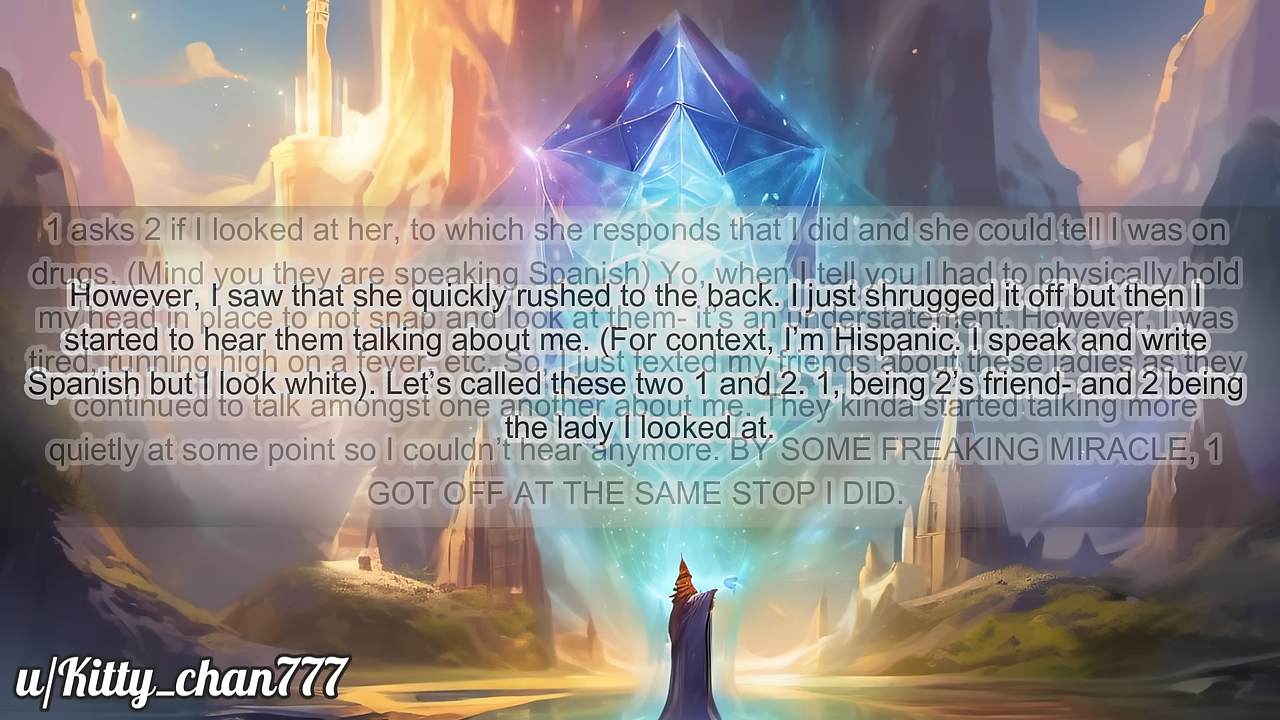 1 asks 2 if I looked at her, to which she responds that I did and she could tell I was on
drugs. (Mind you they are speaking Spanish) Yo, when I tell you I had to physically hold
However, I saw that she quickly rushed to the back. I just shrugged it off but then I
my head in place to not snap and look at them- it's an understatement. However, I was
started to hear them talking about me. (For context, I’m Hispanic. I speak and write
tired, running high on a fever, etc. So I just texted my friends about these ladies as they
Spanish but I look white). Let’s called these two 1 and 2. 1, being 2’s friend- and 2 being
continued to talk amongst one another about me. They kinda started talking more
the lady I looked at.
quietly at some point so I couldn’t hear anymore. BY SOME FREAKING MIRACLE, 1
GOT OFF AT THE SAME STOP I DID.
u/Kitty_chan777